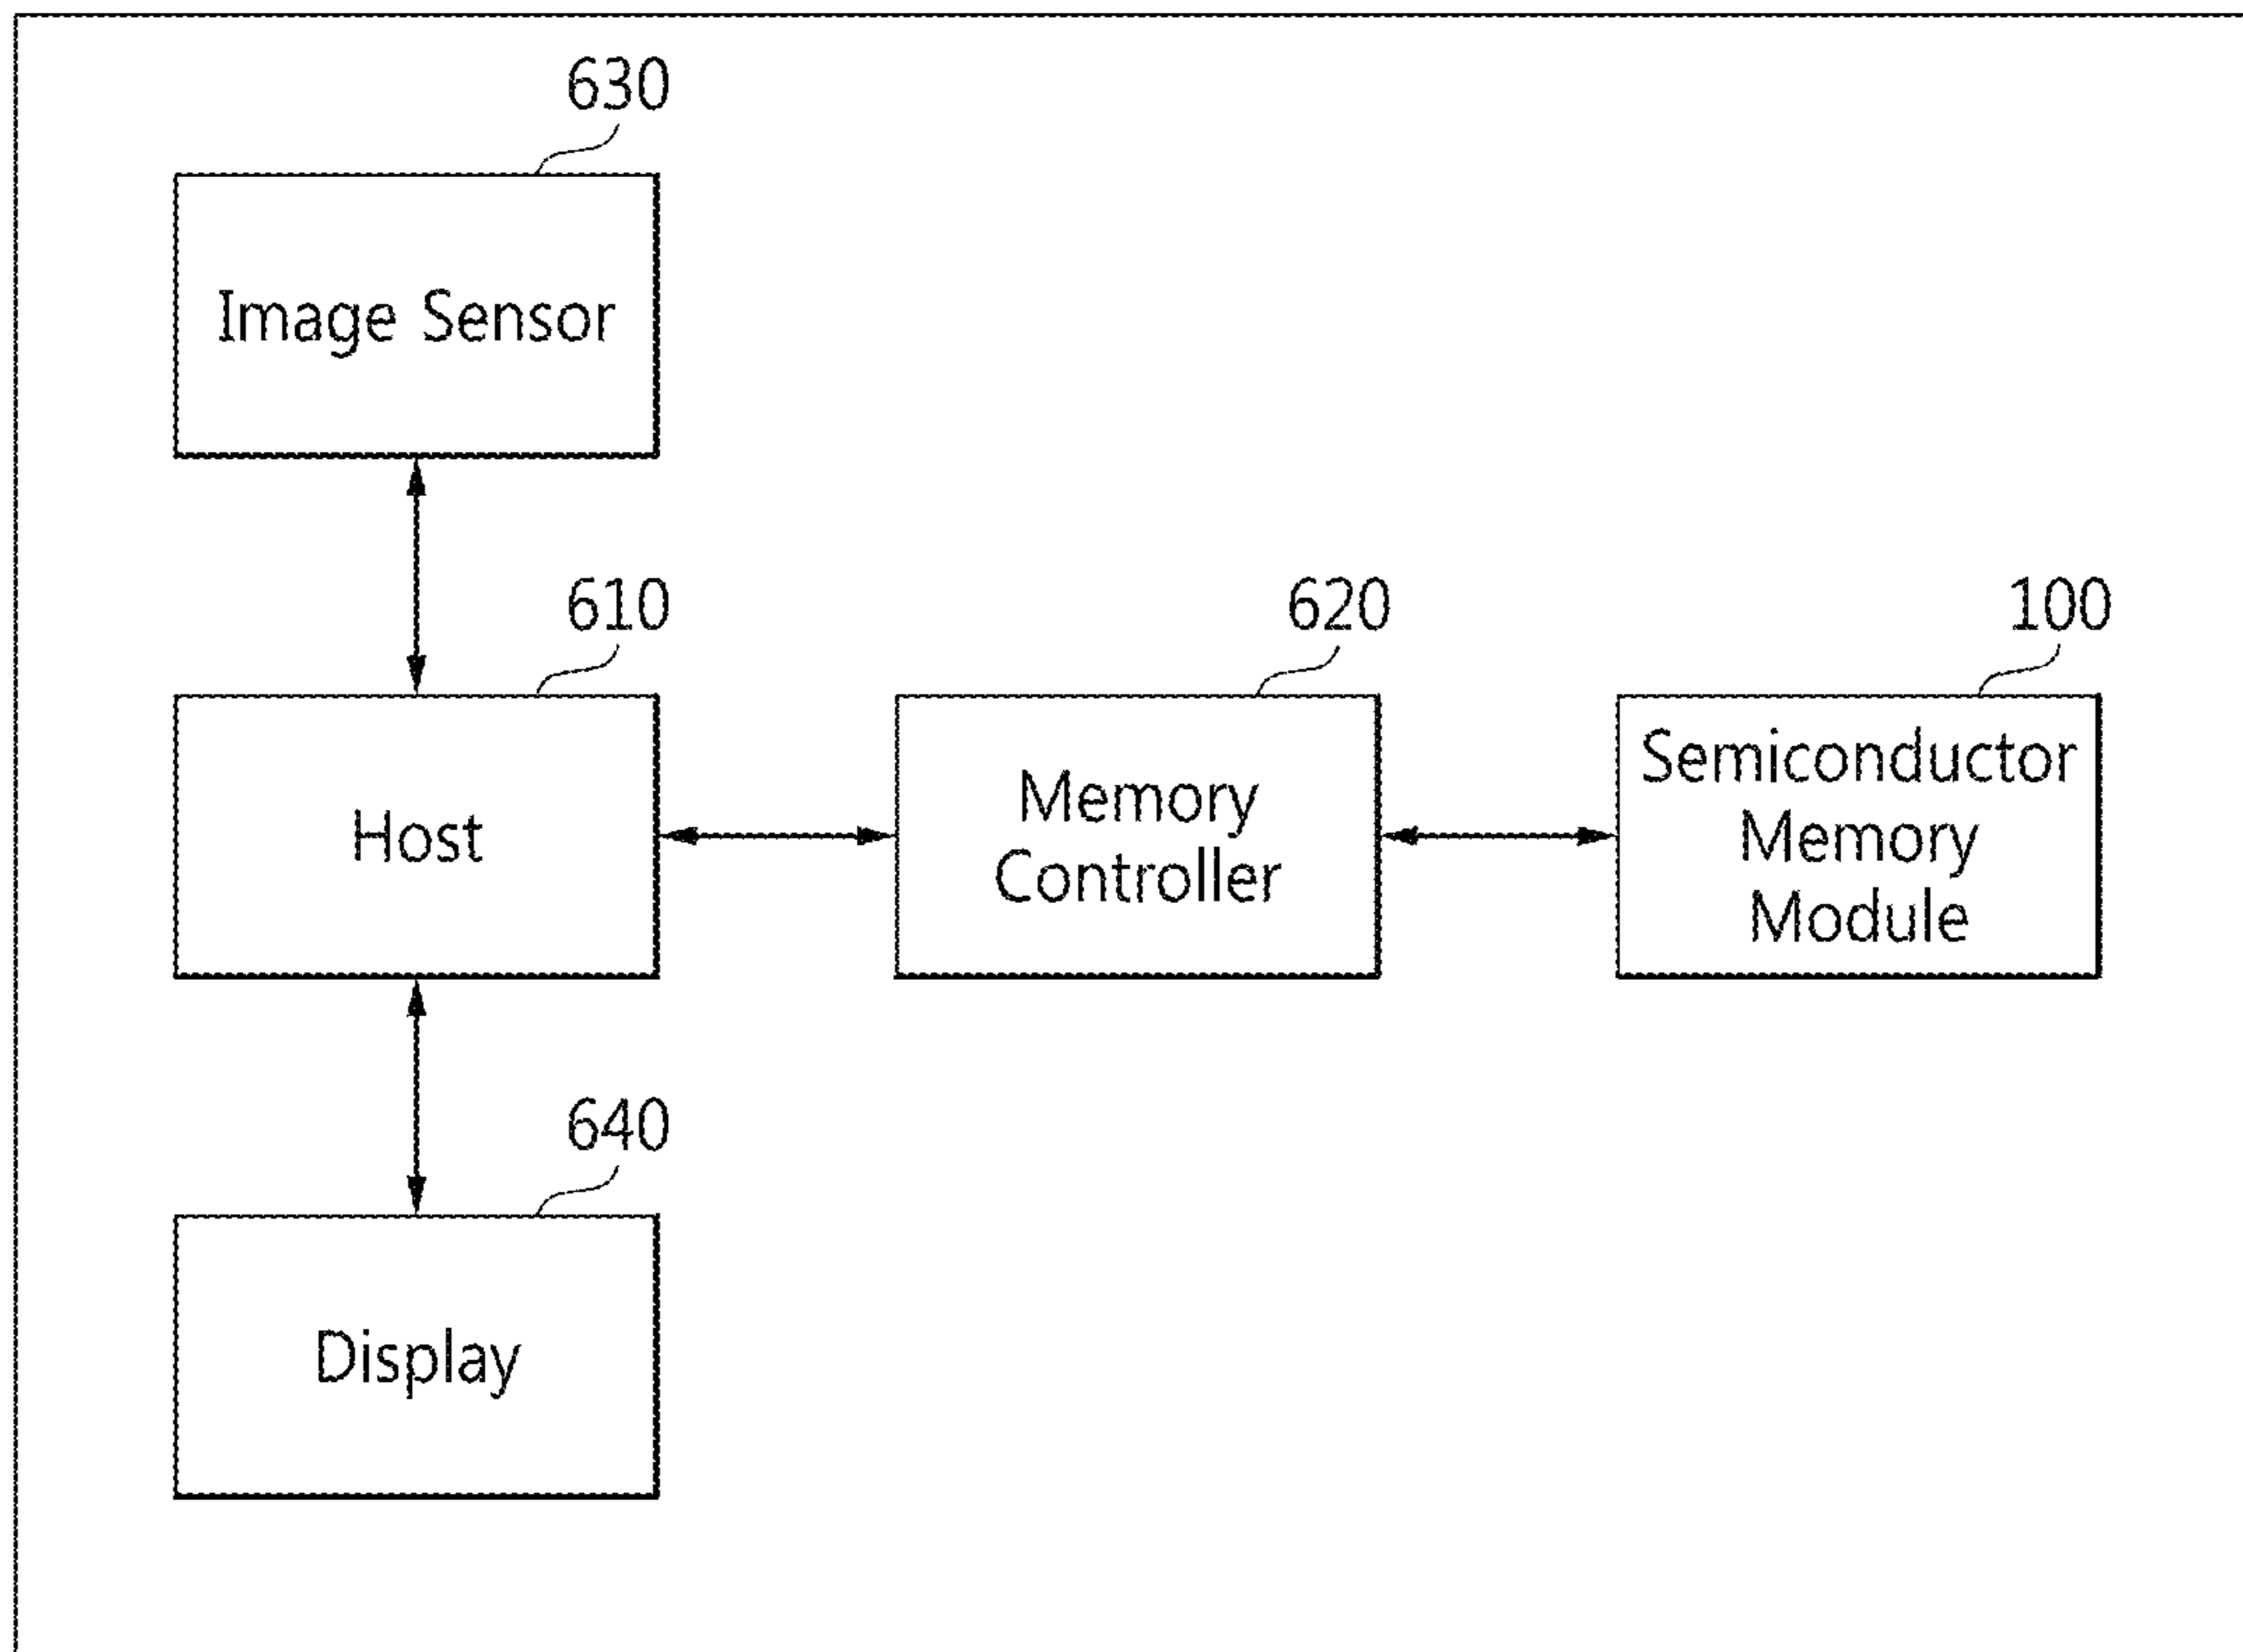 630
Image Sensor
610
620
100
Host
Memory
Controller
Semiconductor
Memory
Module
640
Display